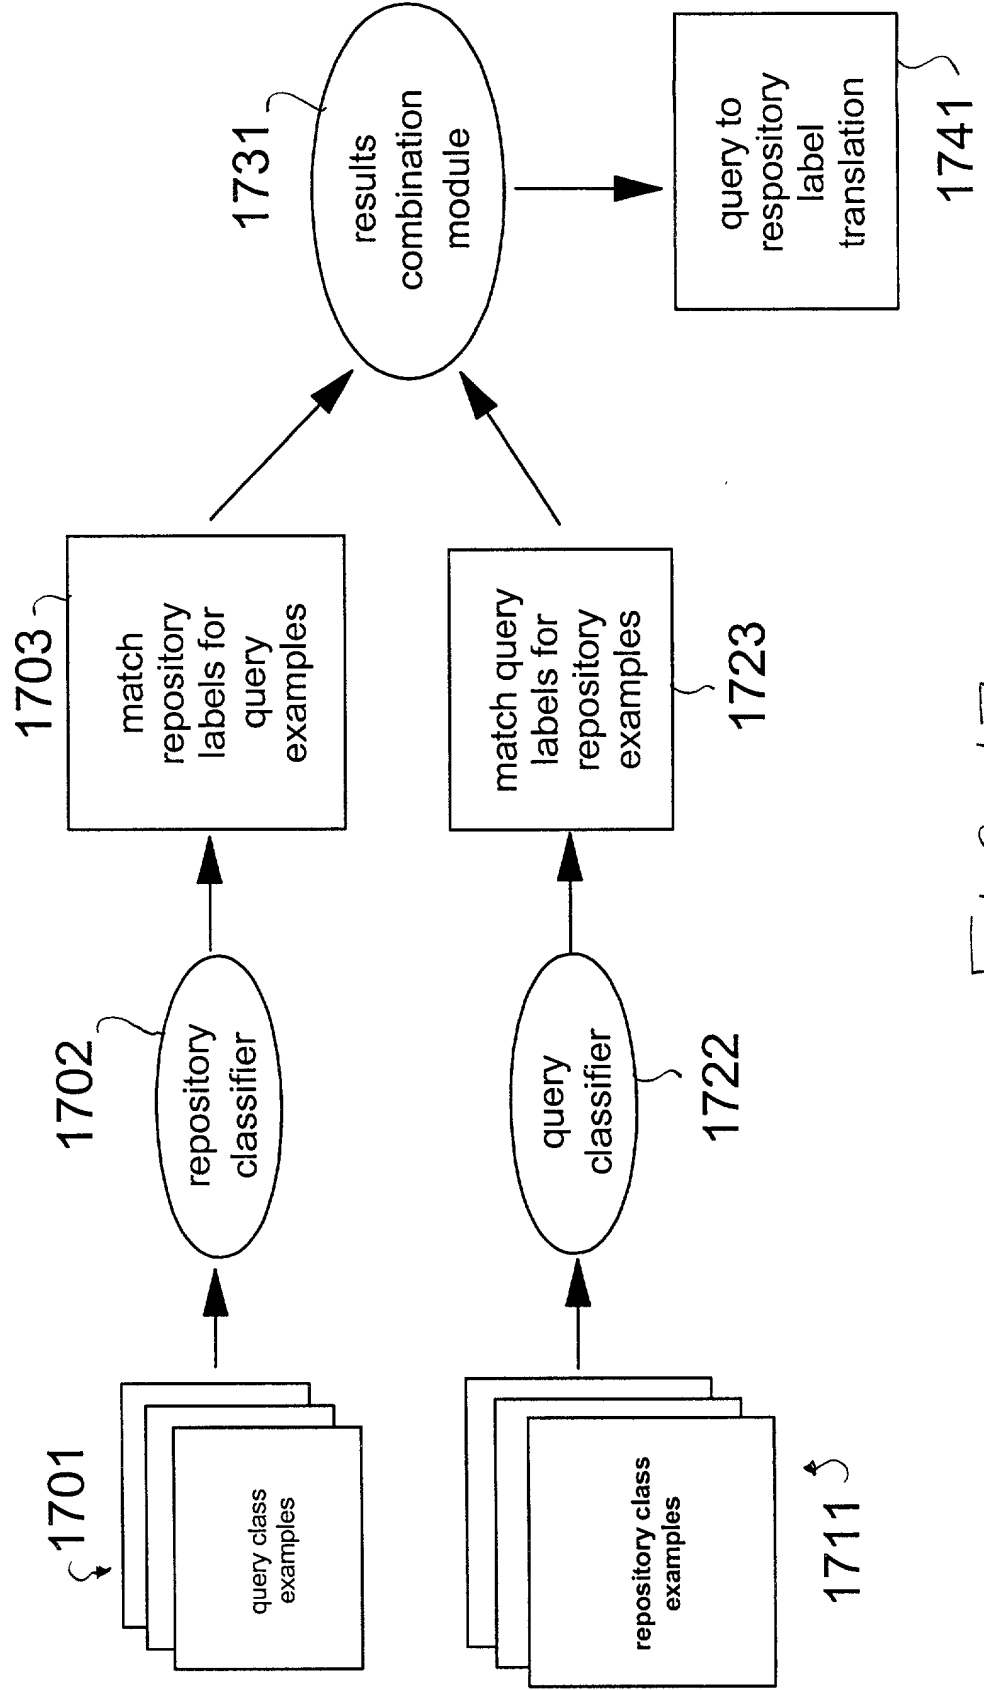 1701
query class
examples
1702
repository
classifier
1703
match
repository
labels for
query
examples
1731
results
combination
module
repository class
examples
1711
query
classifier
1722
match query
labels for
repository
examples
1723
query to
respository
label
translation
1741